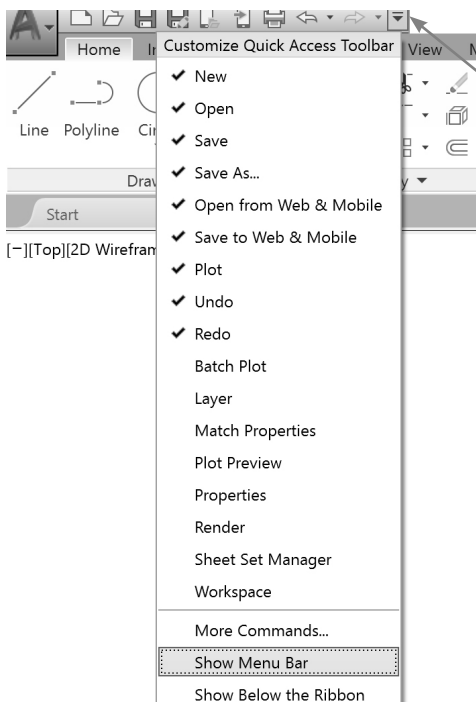 A
Home
Customize Quick Access Toolbar
View
New
Open
Save
Line Polyline
Save As...
Open from Web & Mobile
Start
Save to Web & Mobile
[−][Top][2D
Plot
Undo
Redo
Batch Plot
Layer
Match Properties
Plot Preview
Properties
Render
Sheet Set Manager
Workspace
More Commands...
Show Menu Bar
Show Below the Ribbon